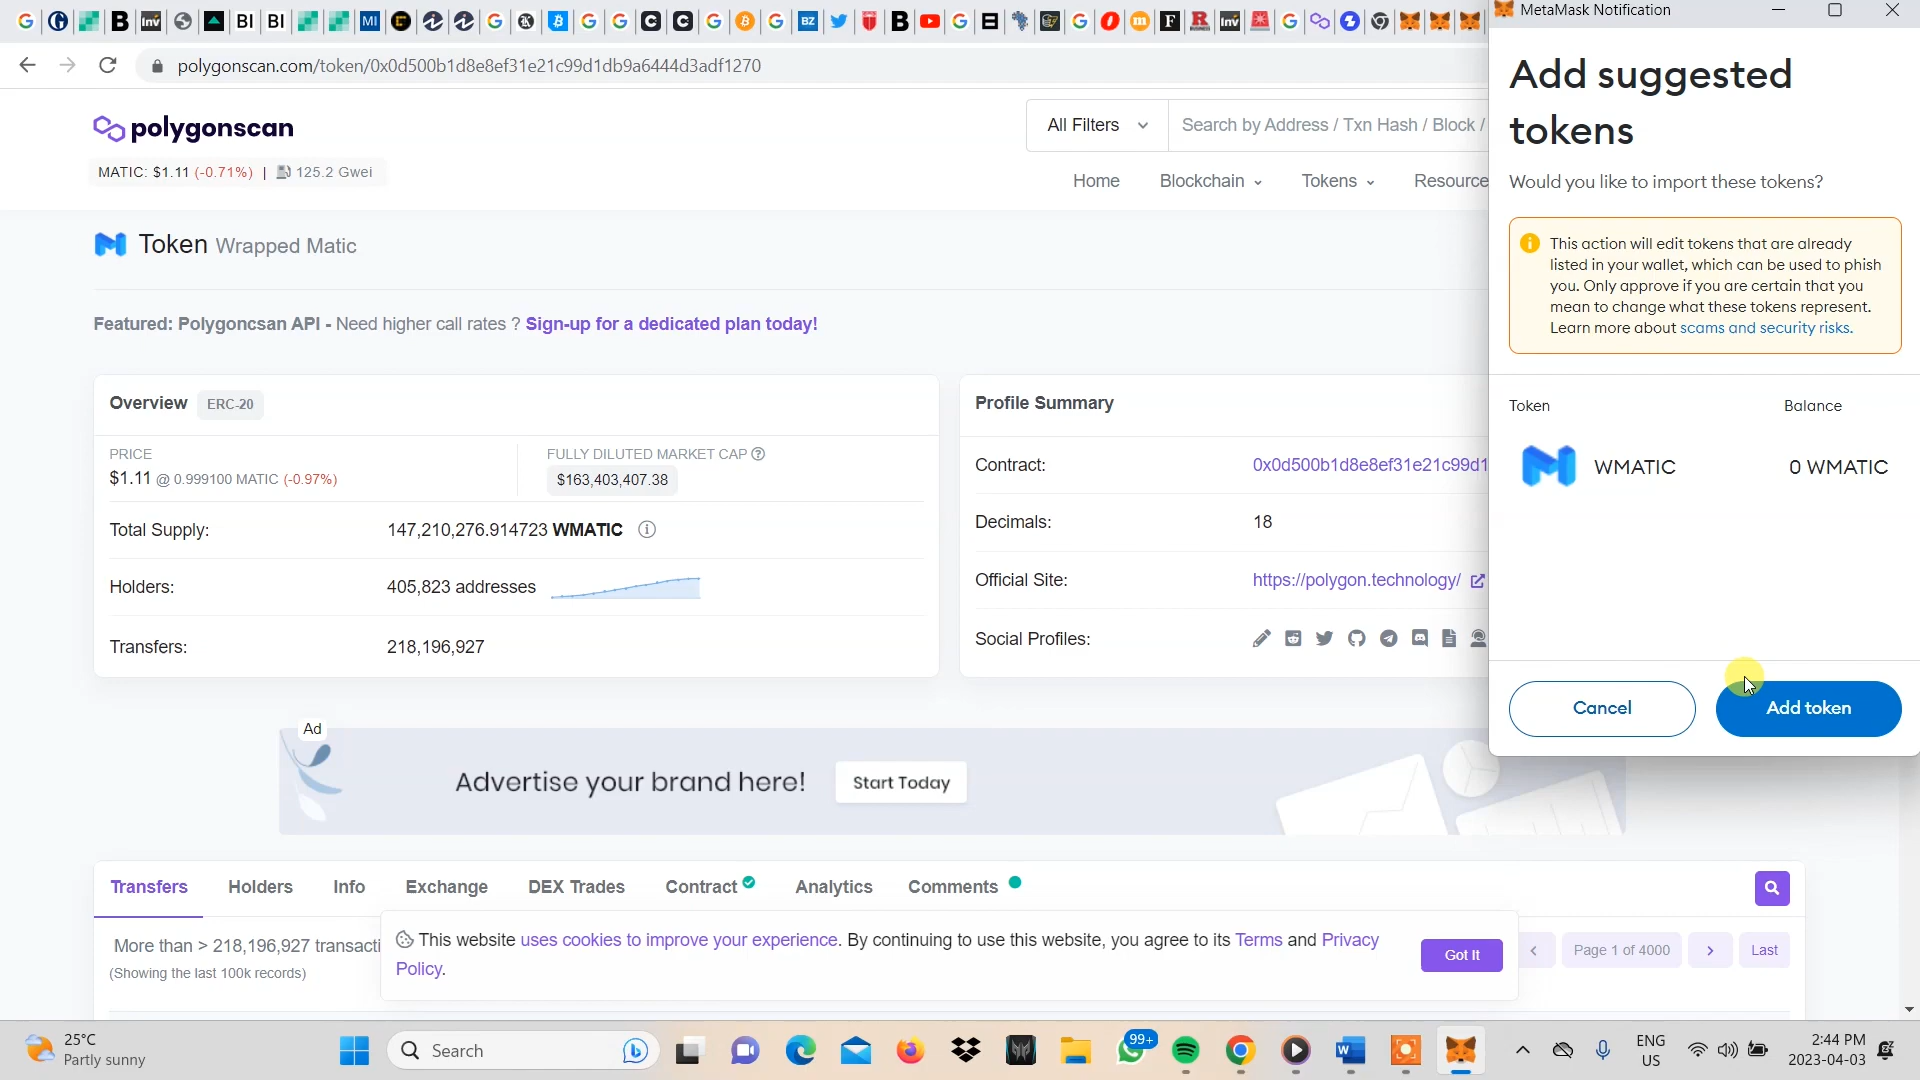 MetaMask Notification
polygonscan.com/token/0x0d500b1d8e8ef31e21c99d1db9a6444d3adf1270
polygonscan
All Filters
Search by Address / Txn Hash / Block /
MATIC: $1.11 (-0.71%) | 125.2 Gwei
Home
Blockchain
Tokens
Resource
Token Wrapped Matic
Featured: Polygoncsan API - Need higher call rates ? Sign-up for a dedicated plan today!
Overview ERC-20
PRICE
$1.11 @ 0.999100 MATIC (-0.97%)
FULLY DILUTED MARKET CAP
$163,403,407.38
Total Supply:
147,210,276.914723 WMATIC
Holders:
405,823 addresses
Transfers:
218,196,927
Profile Summary
Contract:
0x0d500b1d8e8ef31e21c99d1
Decimals:
18
Official Site:
https://polygon.technology/
Social Profiles:
Add suggested
tokens
Would you like to import these tokens?
This action will edit tokens that are already
listed in your wallet, which can be used to phish
you. Only approve if you are certain that you
mean to change what these tokens represent.
Learn more about scams and security risks.
Token
Balance
WMATIC
0 WMATIC
Cancel
Add token
Ad
Advertise your brand here!
Start Today
Transfers
Holders
Info
Exchange
DEX Trades
Contract
Analytics
Comments
More than > 218,196,927 transacti
(Showing the last 100k records)
This website uses cookies to improve your experience. By continuing to use this website, you agree to its Terms and Privacy
Policy.
Got It
Page 1 of 4000
Last
25°C
Partly sunny
Search
99+
ENG
US
2:44 PM
2023-04-03